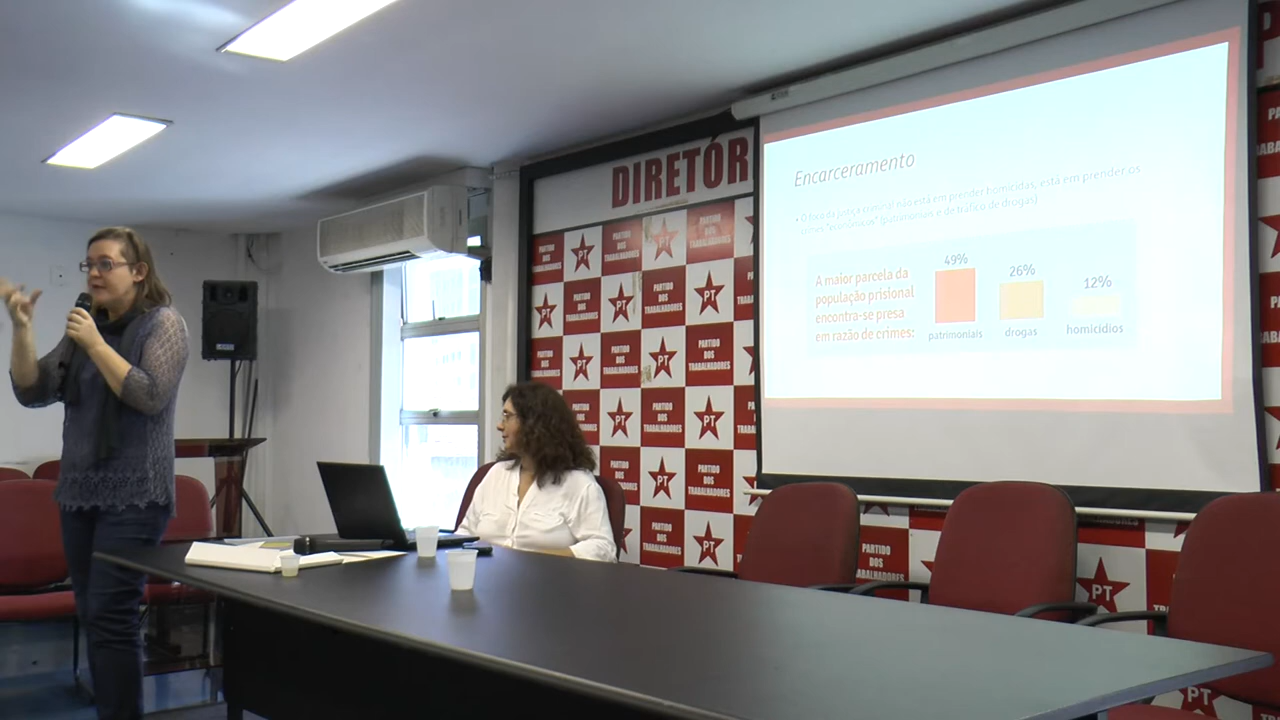 DIRETÓR
PT
PARTIDO
DOS
TRABALHADORES
Encarceramento
• O foco da justiça criminal não está em prender homicidas, está em prender os
crimes "econômicos" (patrimoniais e de tráfico de drogas)
A maior parcela da
população prisional
encontra-se presa
em razão de crimes:
49%
patrimoniais
26%
drogas
12%
homicídios